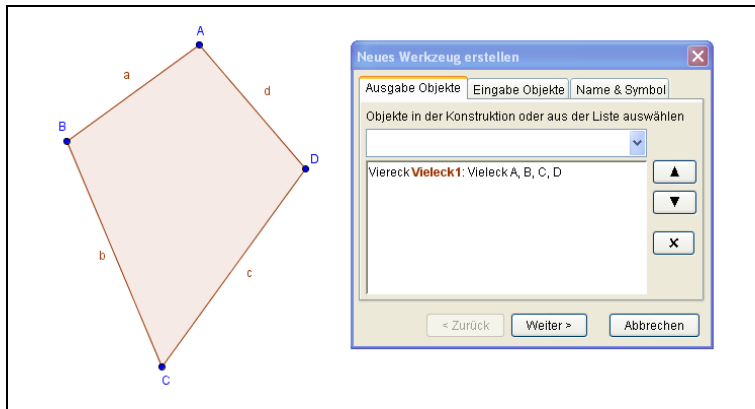 A
a
d
B
D
b
c
C
Neues Werkzeug erstellen
Ausgabe Objekte Eingabe Objekte Name & Symbol
Objekte in der Konstruktion oder aus der Liste auswählen
Viereck Vieleck1: Vieleck A, B, C, D
< Zurück Weiter > Abbrechen